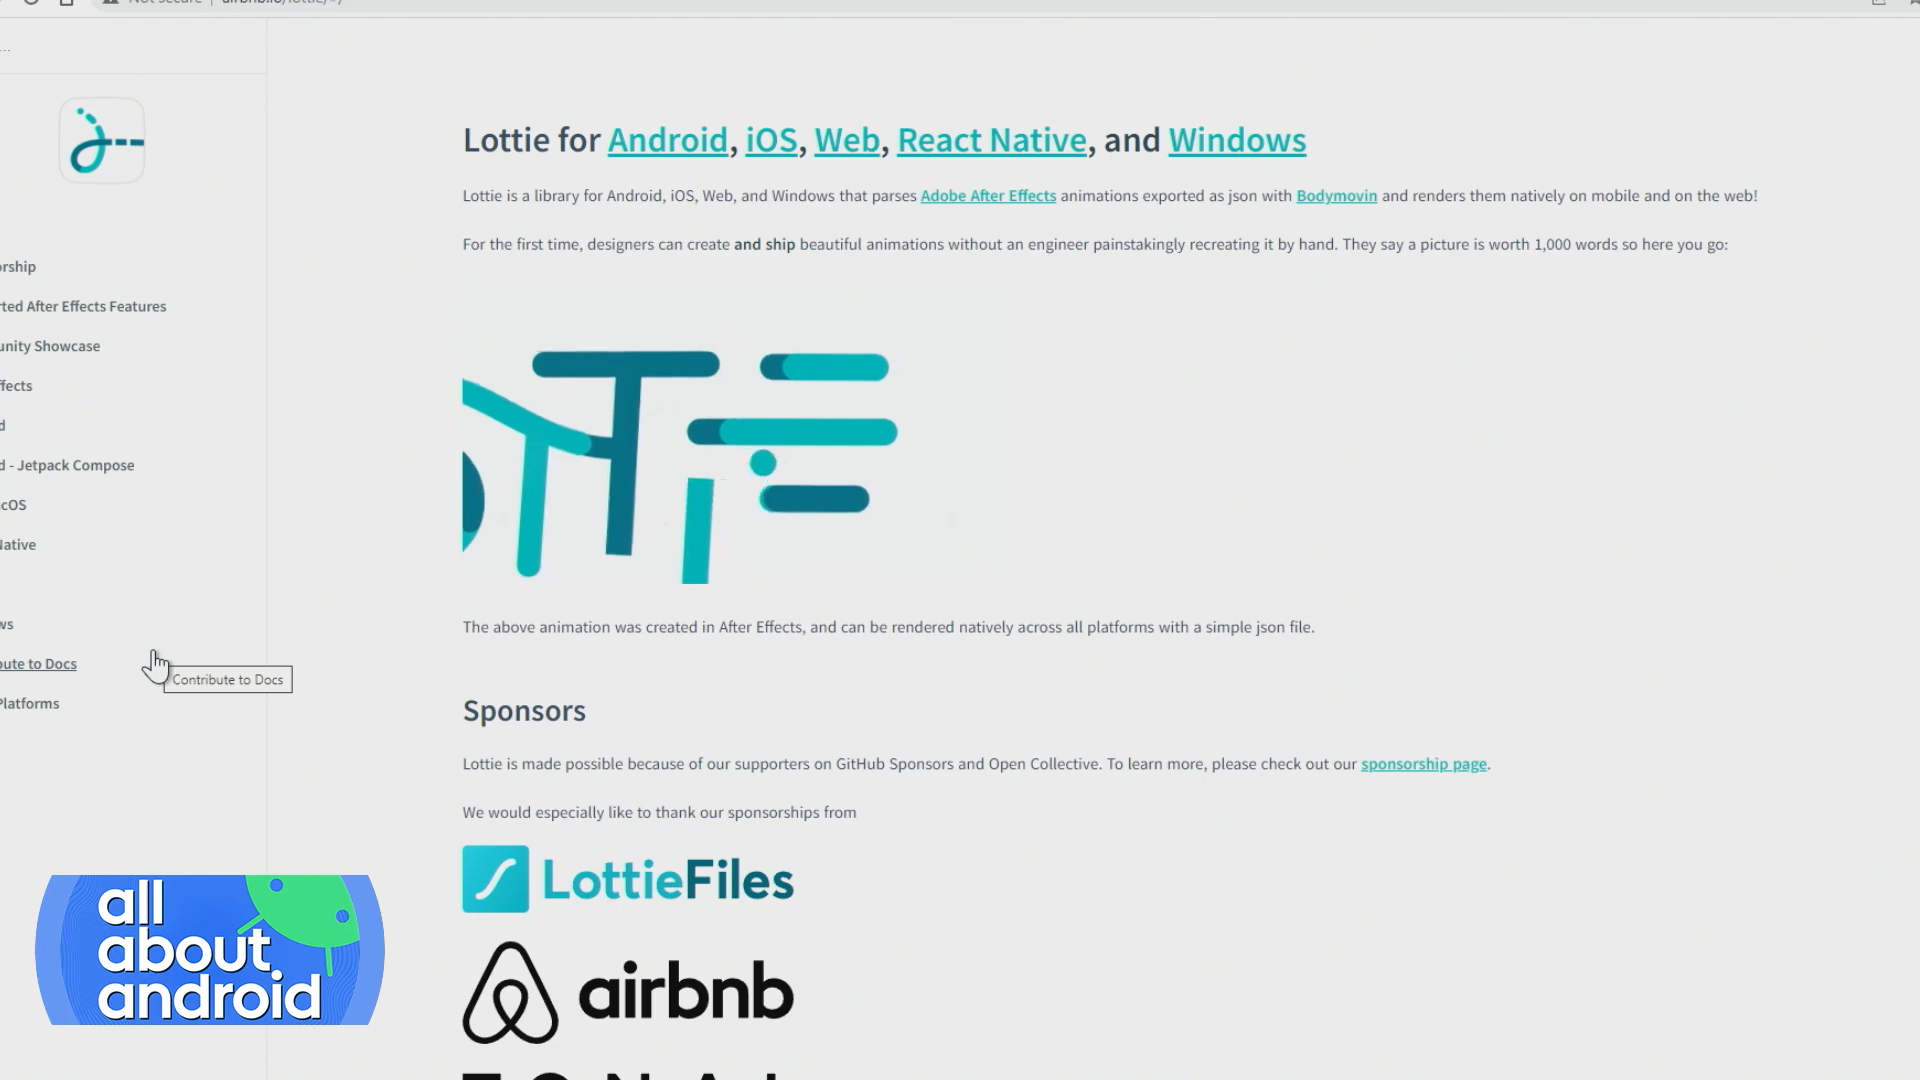 ...
Lottie for Android, iOS, Web, React Native, and Windows
Lottie is a library for Android, iOS, Web, and Windows that parses Adobe After Effects animations exported as json with Bodymovin and renders them natively on mobile and on the web!
For the first time, designers can create and ship beautiful animations without an engineer painstakingly recreating it by hand. They say a picture is worth 1,000 words so here you go:
orship
rted After Effects Features
unity Showcase
ffects
d
d - Jetpack Compose
cOS
Native
ws
oute to Docs
Contribute to Docs
Platforms
The above animation was created in After Effects, and can be rendered natively across all platforms with a simple json file.
Sponsors
Lottie is made possible because of our supporters on GitHub Sponsors and Open Collective. To learn more, please check out our sponsorship page.
We would especially like to thank our sponsorships from
LottieFiles
airbnb
all
about
android